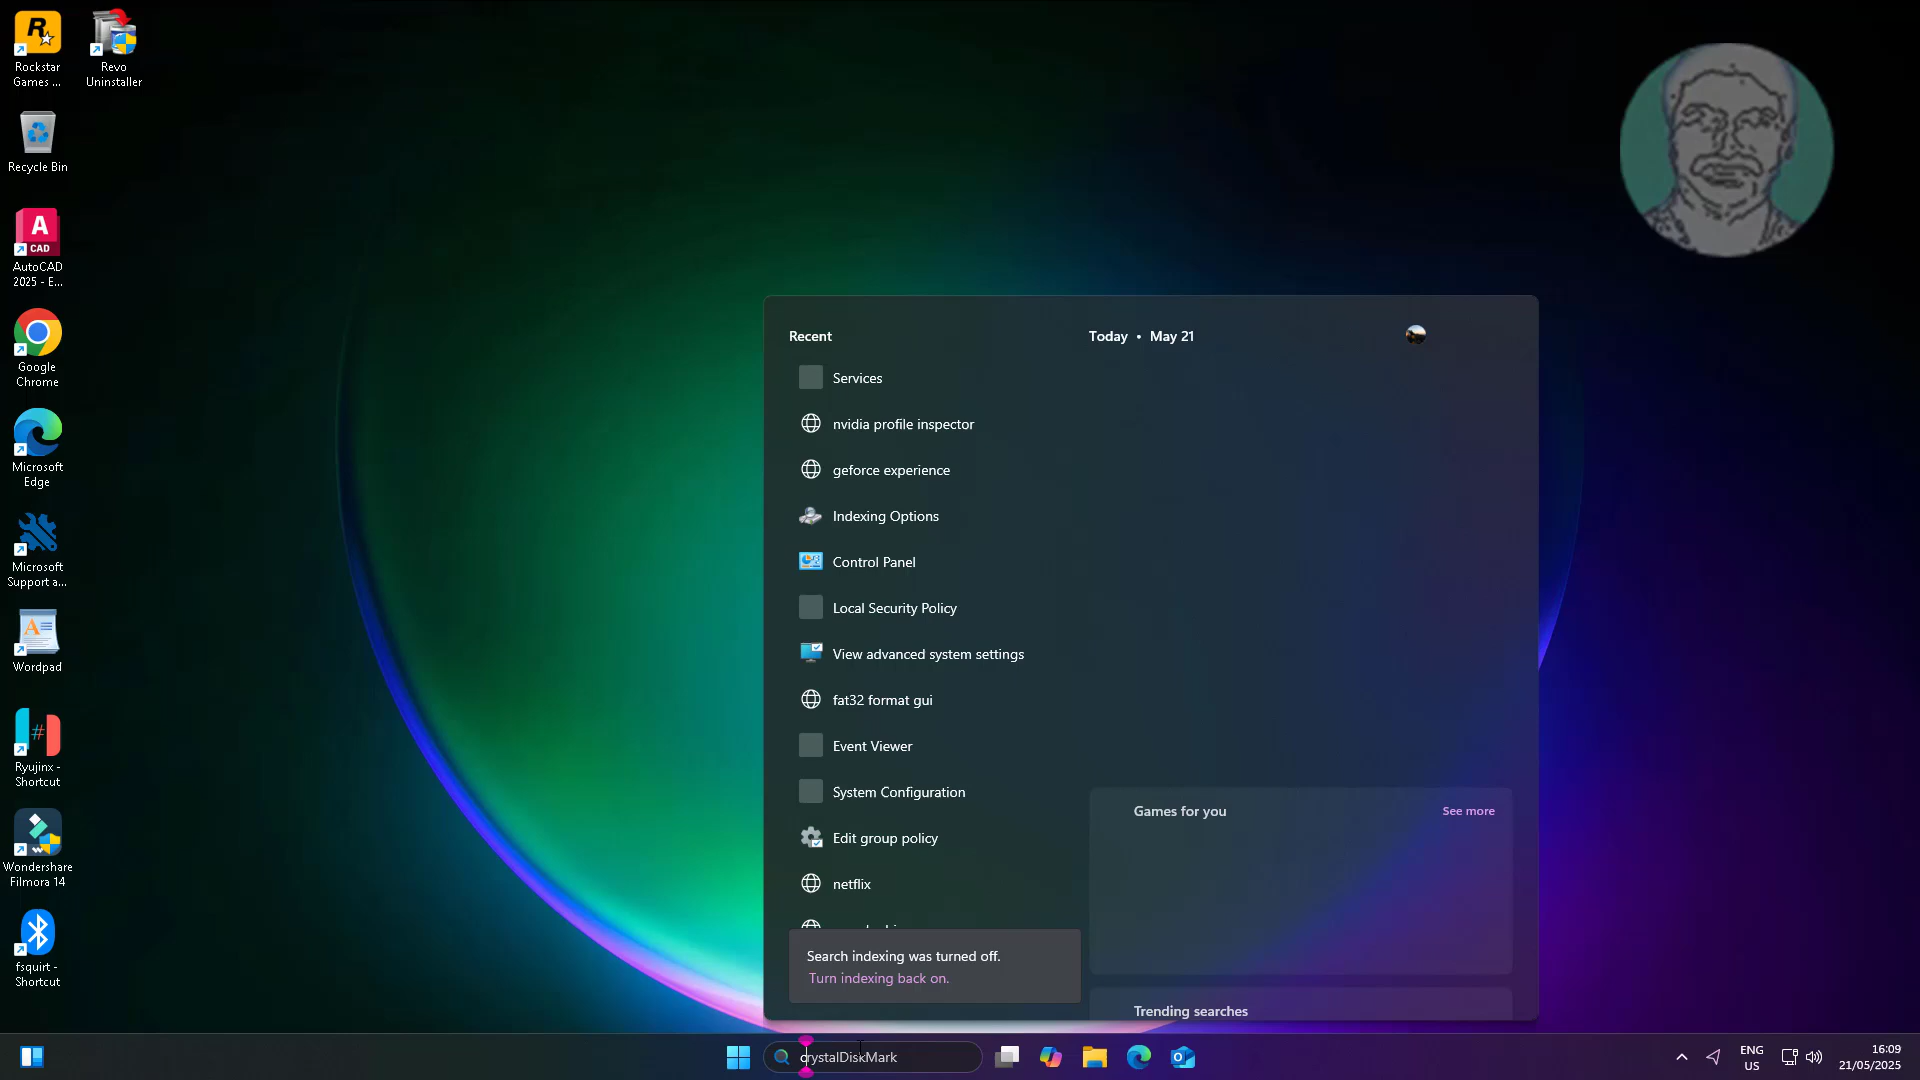 Rockstar
Games ...
Revo
Uninstaller
Recycle Bin
A
CAD
AutoCAD
2025 - E...
Google
Chrome
Microsoft
Edge
Microsoft
Support a...
Wordpad
Ryujinx -
Shortcut
Wondershare
Filmora 14
fsquirt -
Shortcut
Recent
Services
nvidia profile inspector
geforce experience
Indexing Options
Control Panel
Local Security Policy
View advanced system settings
fat32 format gui
Event Viewer
System Configuration
Edit group policy
netflix
Search indexing was turned off.
Turn indexing back on.
Today • May 21
Games for you
See more
Trending searches
crystalDiskMark
ENG
US
16:09
21/05/2025